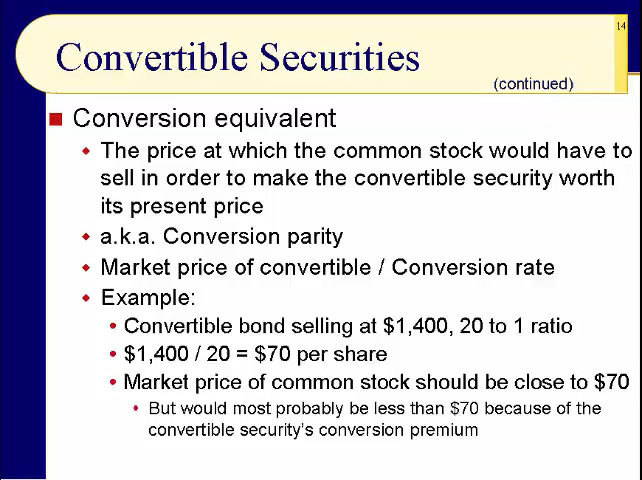 14
Convertible Securities
(continued)
Conversion equivalent
The price at which the common stock would have to
sell in order to make the convertible security worth
its present price
a.k.a. Conversion parity
Market price of convertible / Conversion rate
Example:
Convertible bond selling at $1,400, 20 to 1 ratio
$1,400 / 20 = $70 per share
Market price of common stock should be close to $70
But would most probably be less than $70 because of the
convertible security's conversion premium